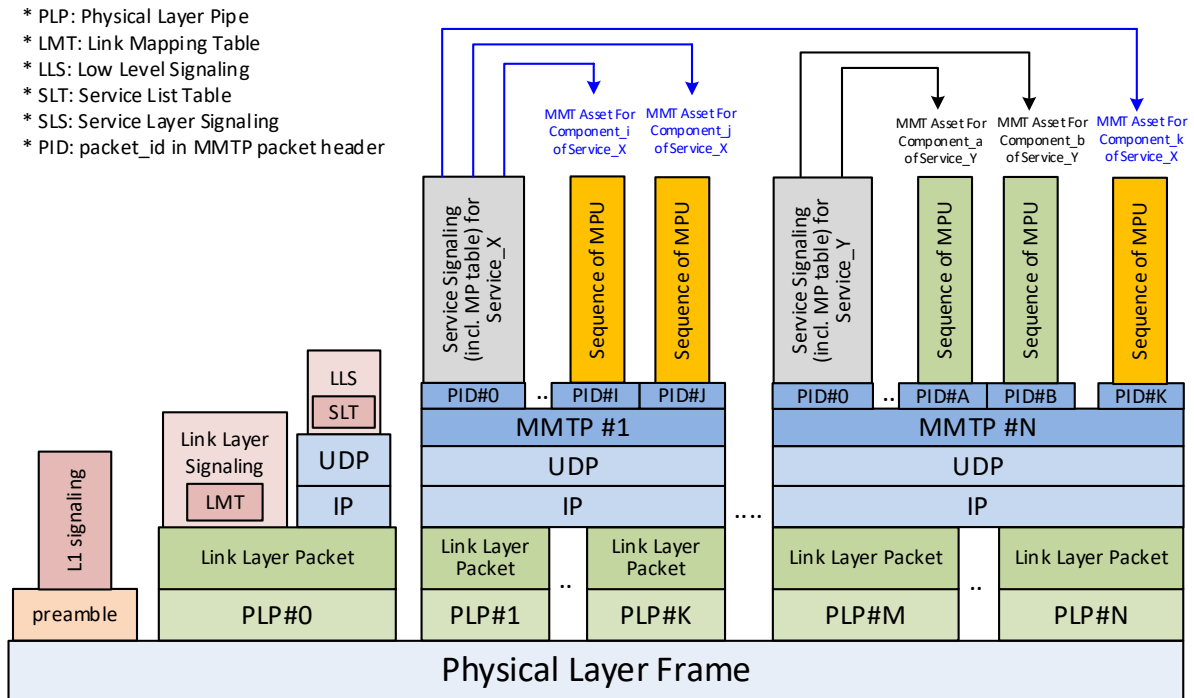 * PLP: Physical Layer Pipe
* LMT: Link Mapping Table
* LLS: Low Level Signaling
* SLT: Service List Table
* SLS: Service Layer Signaling
* PID: packet_id in MMTP packet header
MMT Asset For
Component_i
of Service_X
MMT Asset For
Component_j
of Service_X
MMT Asset For
Component_a
of Service_Y
MMT Asset For
Component_b
of Service_Y
MMT Asset For
Component_k
of Service_X
Service Signaling
(incl. MP table) for
Service_X
Sequence of MPU
Sequence of MPU
Service Signaling
(incl. MP table) for
Service_Y
Sequence of MPU
Sequence of MPU
Sequence of MPU
PID#0
..
PID#I
PID#J
PID#0
..
PID#A
PID#B
PID#K
MMTP #1
MMTP #N
UDP
UDP
IP
IP
....
LLS
SLT
UDP
IP
Link Layer
Signaling
LMT
L1 signaling
Link Layer Packet
Link Layer
Packet
..
Link Layer
Packet
Link Layer Packet
..
Link Layer Packet
preamble
PLP#0
PLP#1
PLP#K
PLP#M
PLP#N
Physical Layer Frame